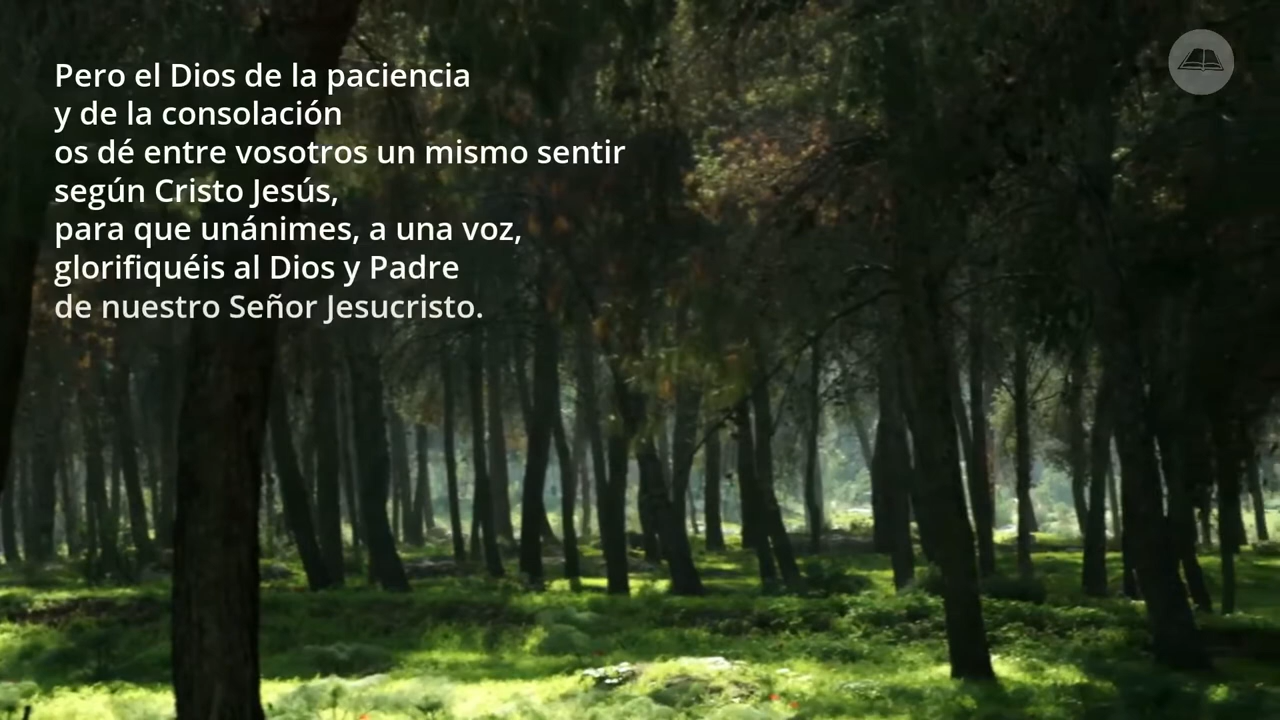 Pero el Dios de la paciencia
y de la consolación
os dé entre vosotros un mismo sentir
según Cristo Jesús,
para que unánimes, a una voz,
glorifiquéis al Dios y Padre
de nuestro Señor Jesucristo.